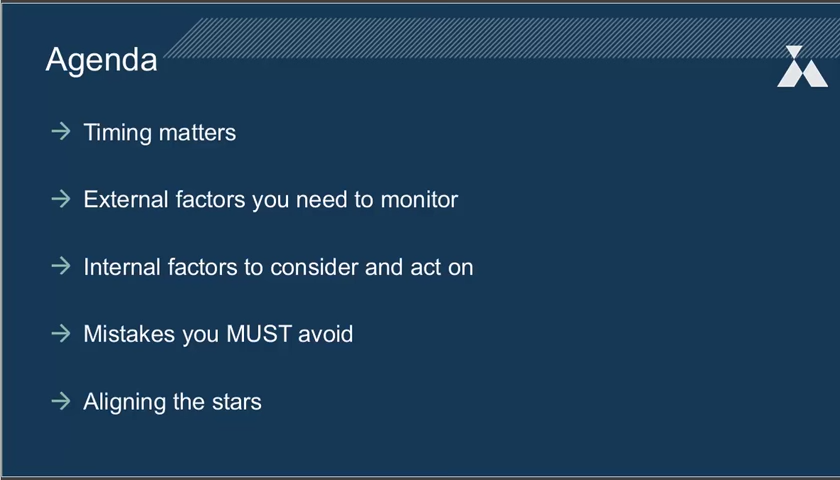 Agenda
Timing matters
External factors you need to monitor
Internal factors to consider and act on
Mistakes you MUST avoid
Aligning the stars